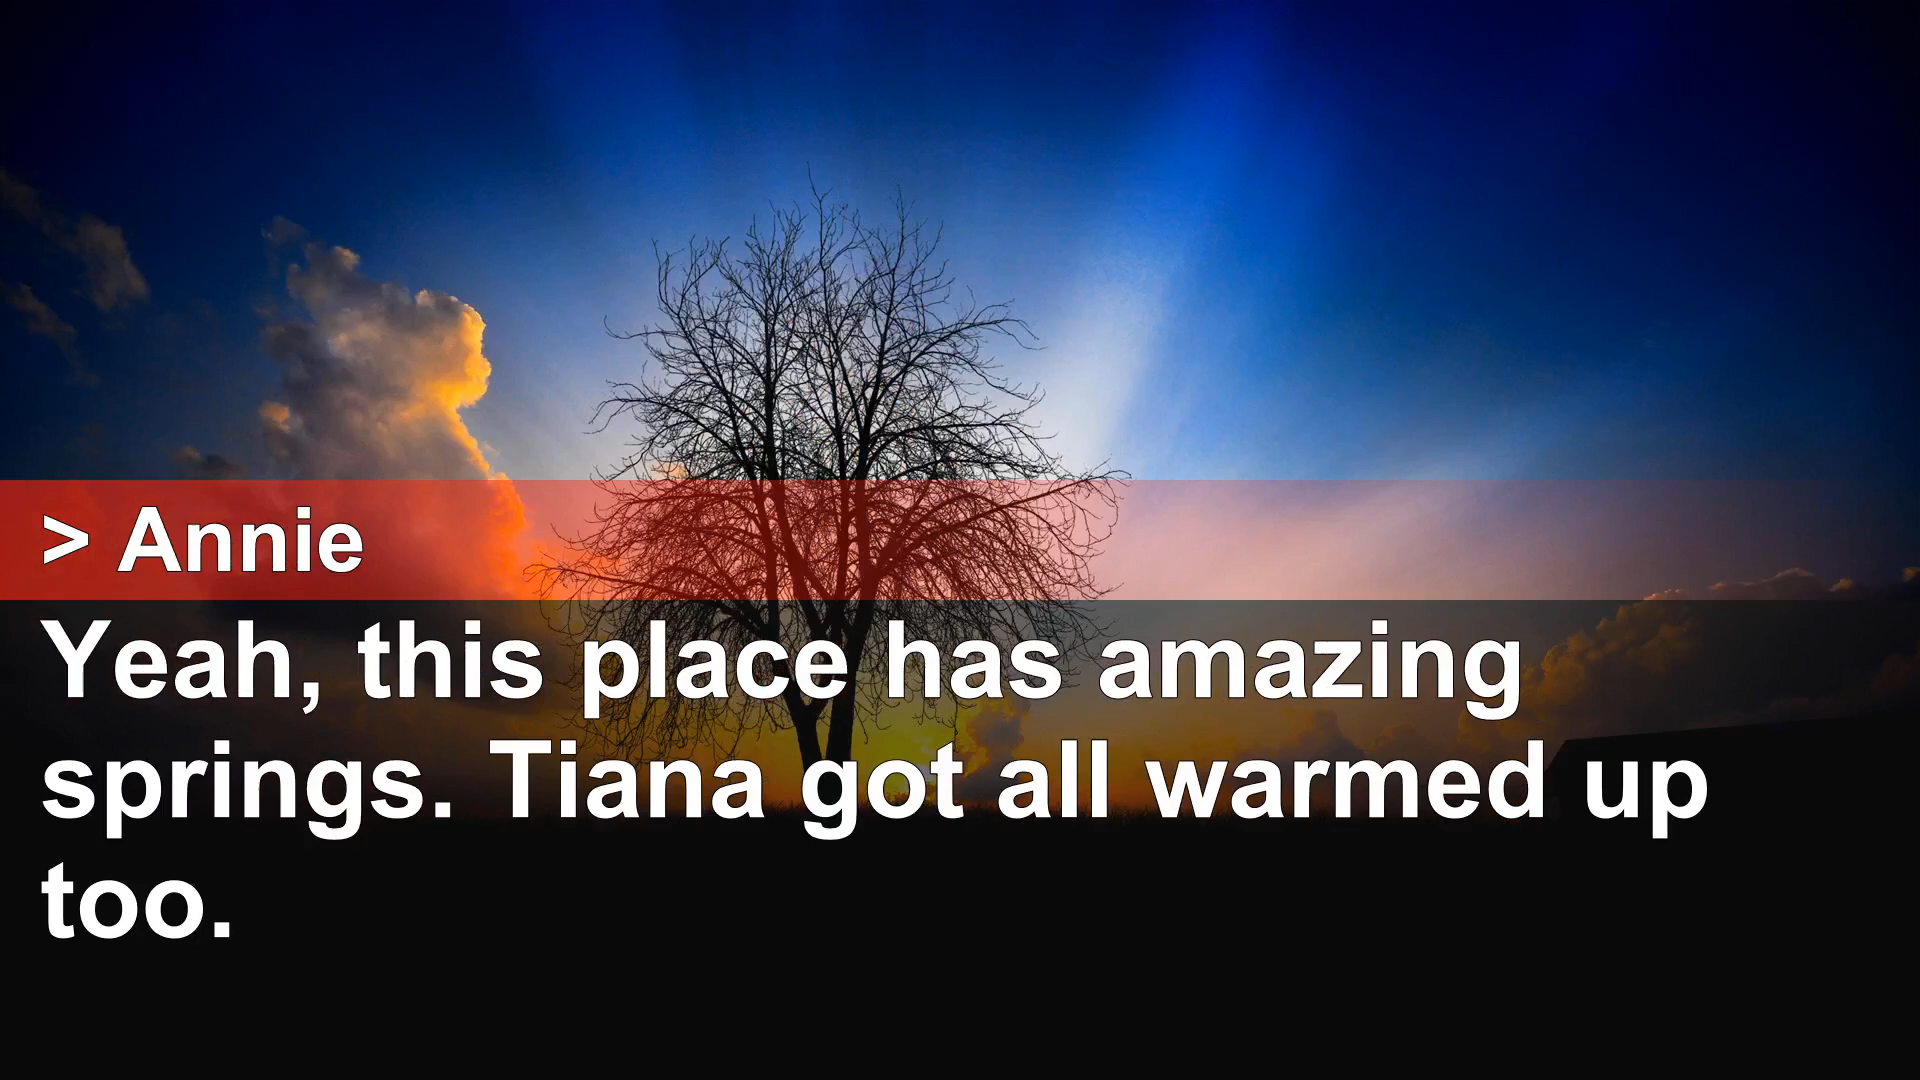 > Annie
Yeah, this place has amazing
springs. Tiana got all warmed up
too.